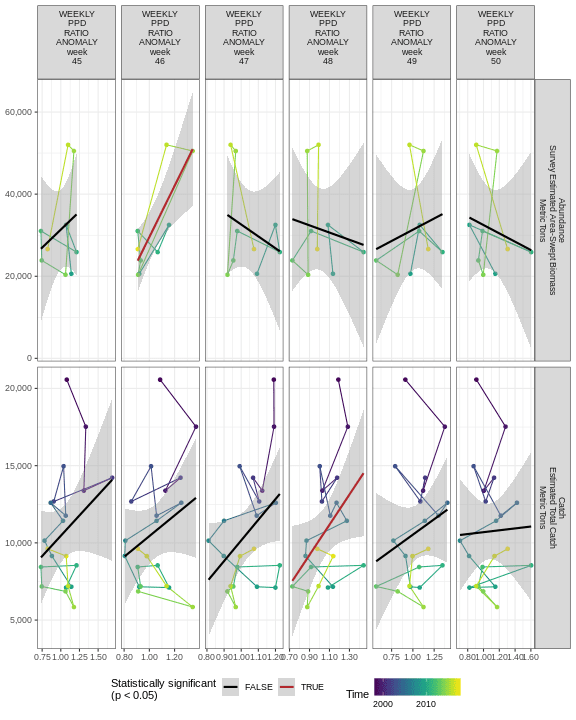 WEEKLY WEEKLY WEEKLY WEEKLY WEEKLY WEEKLY
PPD PPD PPD PPD PPD PPD
RATIO RATIO RATIO RATIO RATIO RATIO
ANOMALY ANOMALY ANOMALY ANOMALY ANOMALY ANOMALY
week week week week week week
45 46 47 48 49 50
60,000
40,000
20,000
0
Abundance
Survey Estimated Area-Swept Biomass
Metric Tons
20,000
15,000
10,000
5,000
Catch
Estimated Total Catch
Metric Tons
0.75 1.00 1.25 1.50 0.80 1.00 1.20 0.80 0.90 1.00 1.10 1.20 0.70 0.90 1.10 1.30 0.75 1.00 1.25 0.80 1.00 1.20 1.40 1.60
Statistically significant
(p < 0.05)
FALSE TRUE
Time
2000 2010